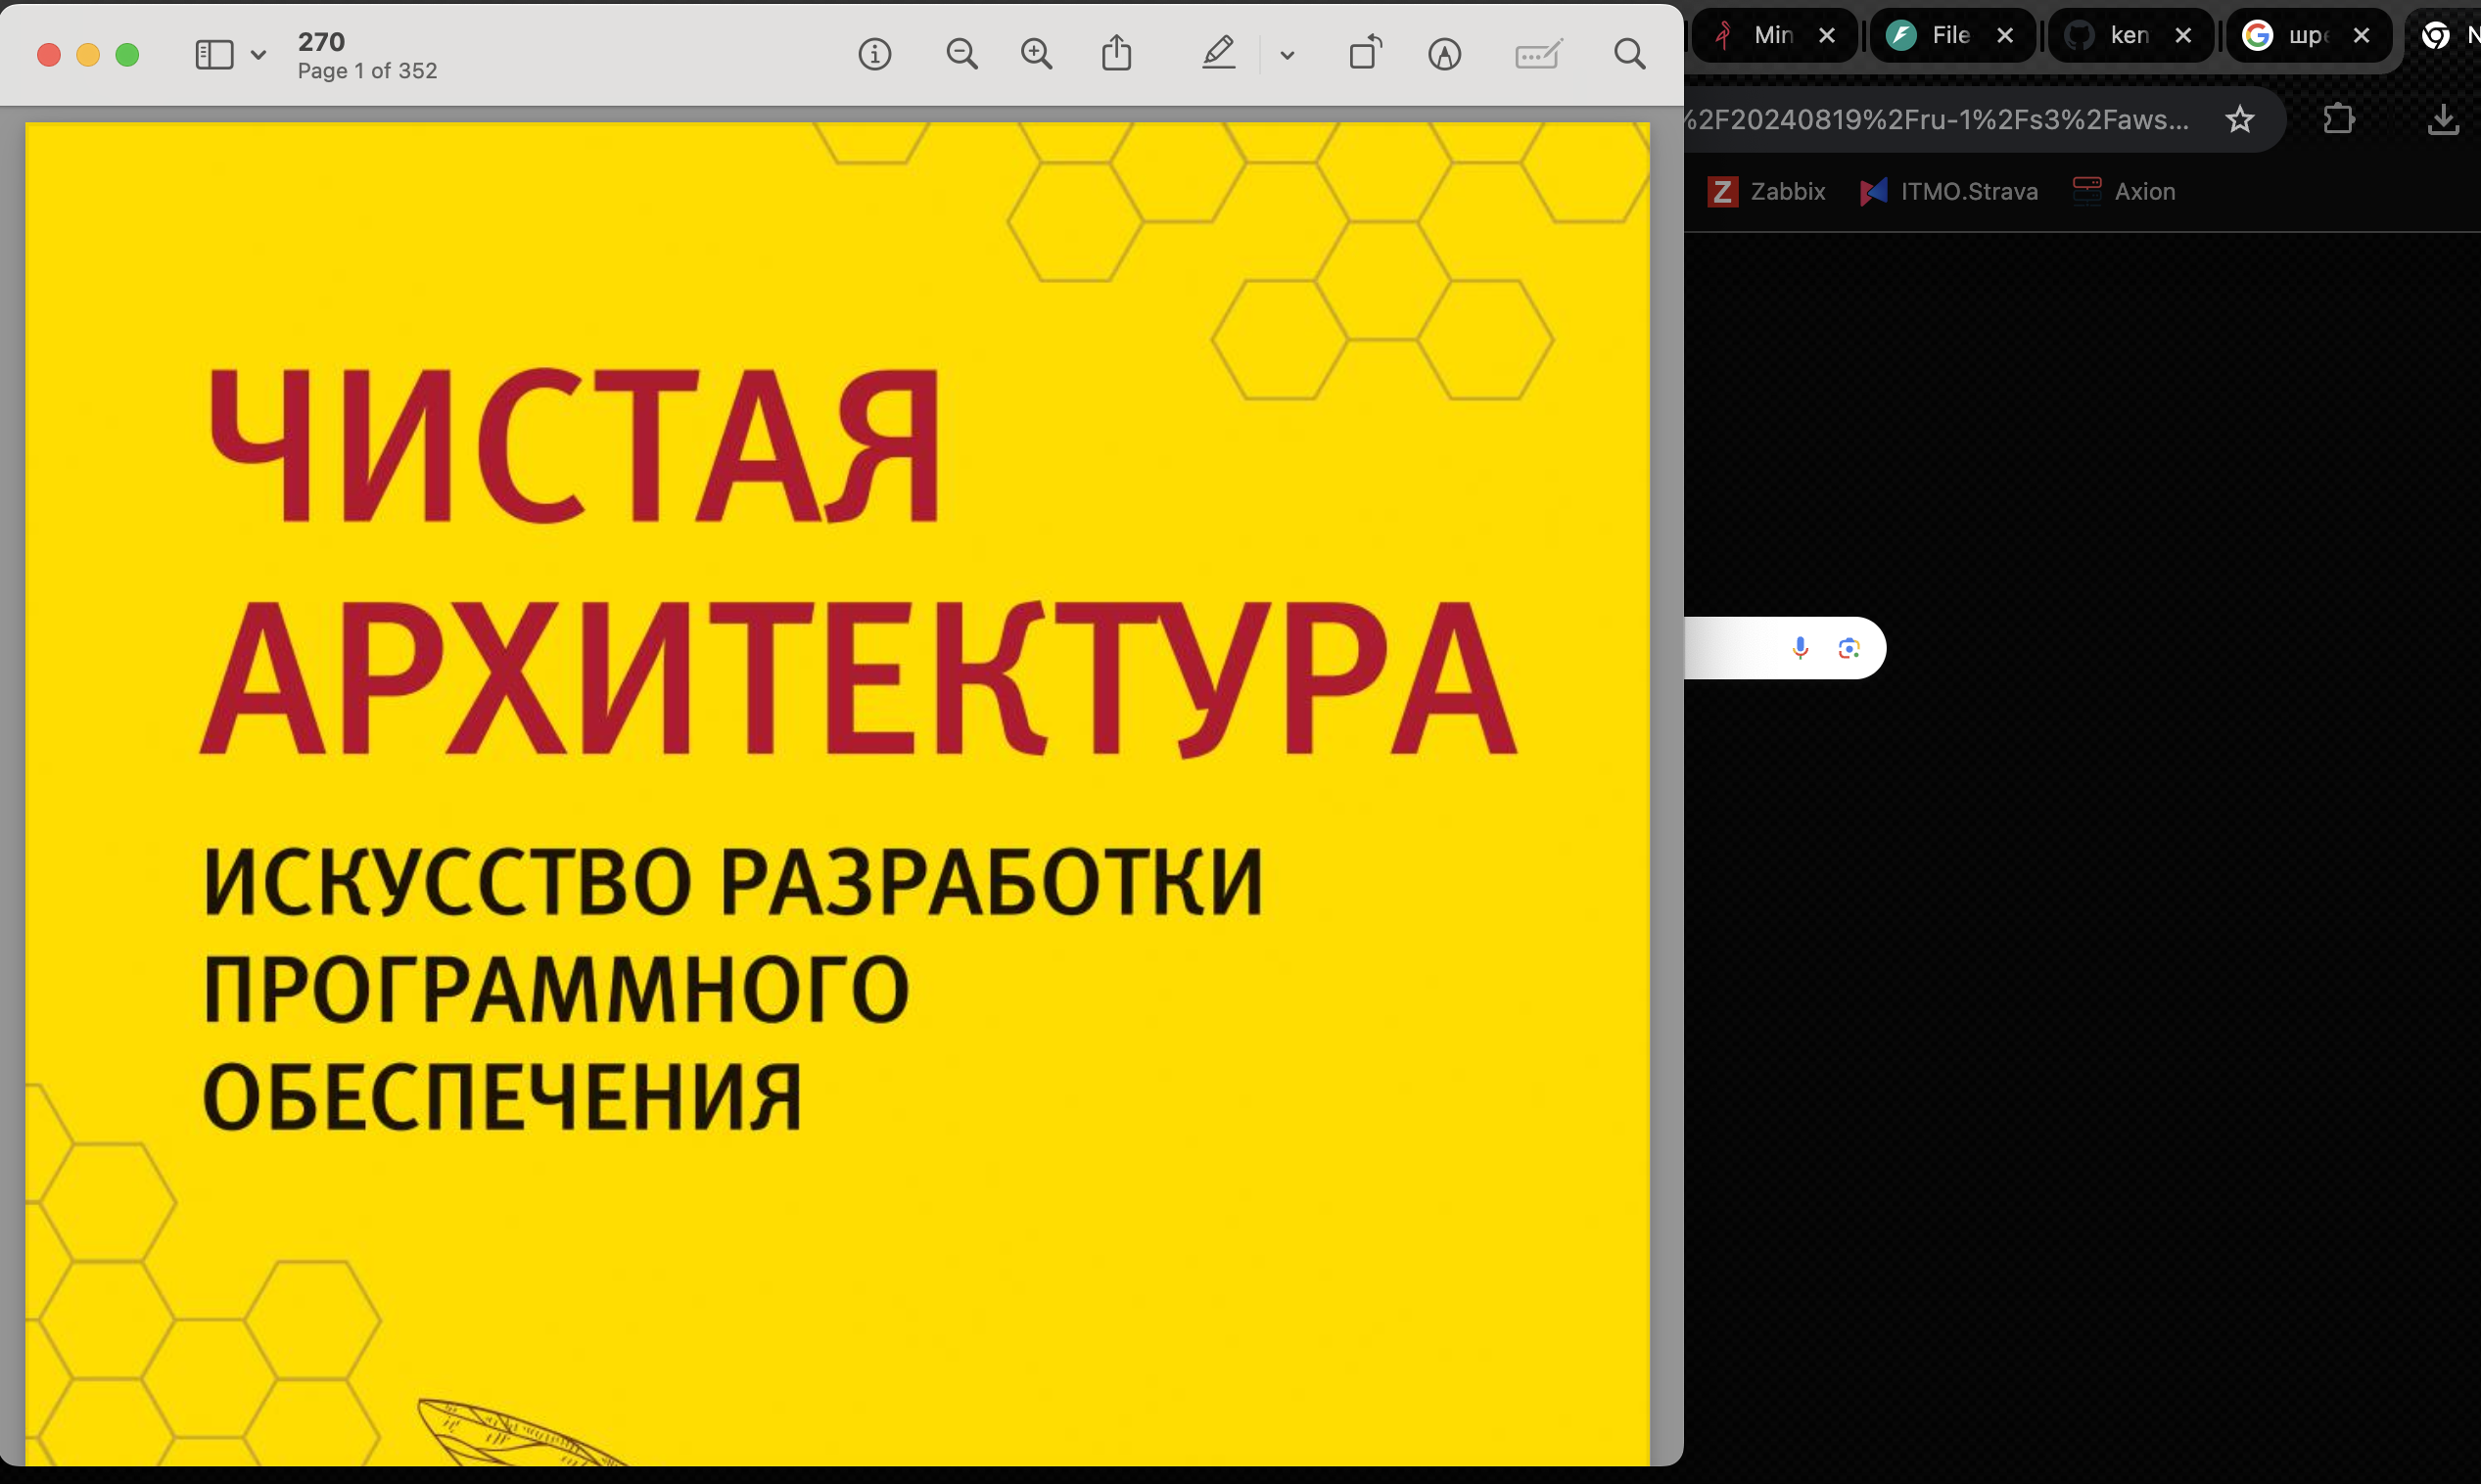 270
Page 1 of 352
Min
File
ken
%2F20240819%2Fru-1%2Fs3%2Faws...
Zabbix
ITMO.Strava
Axion
ЧИСТАЯ
АРХИТЕКТУРА
ИСКУССТВО РАЗРАБОТКИ
ПРОГРАММНОГО
ОБЕСПЕЧЕНИЯ